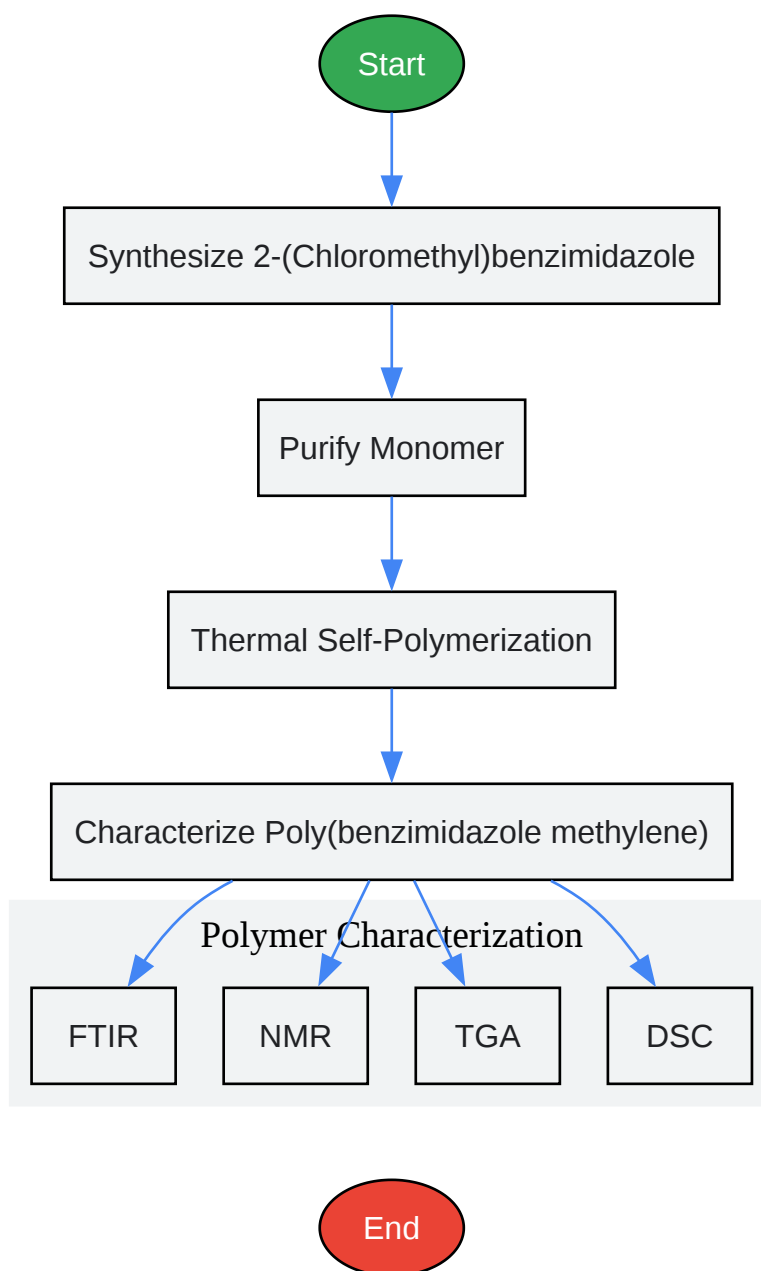 Start
Synthesize 2-(Chloromethyl)benzimidazole
Purify Monomer
Thermal Self-Polymerization
Characterize Poly(benzimidazole methylene)
Polymer Characterization
FTIR
NMR
TGA
DSC
End